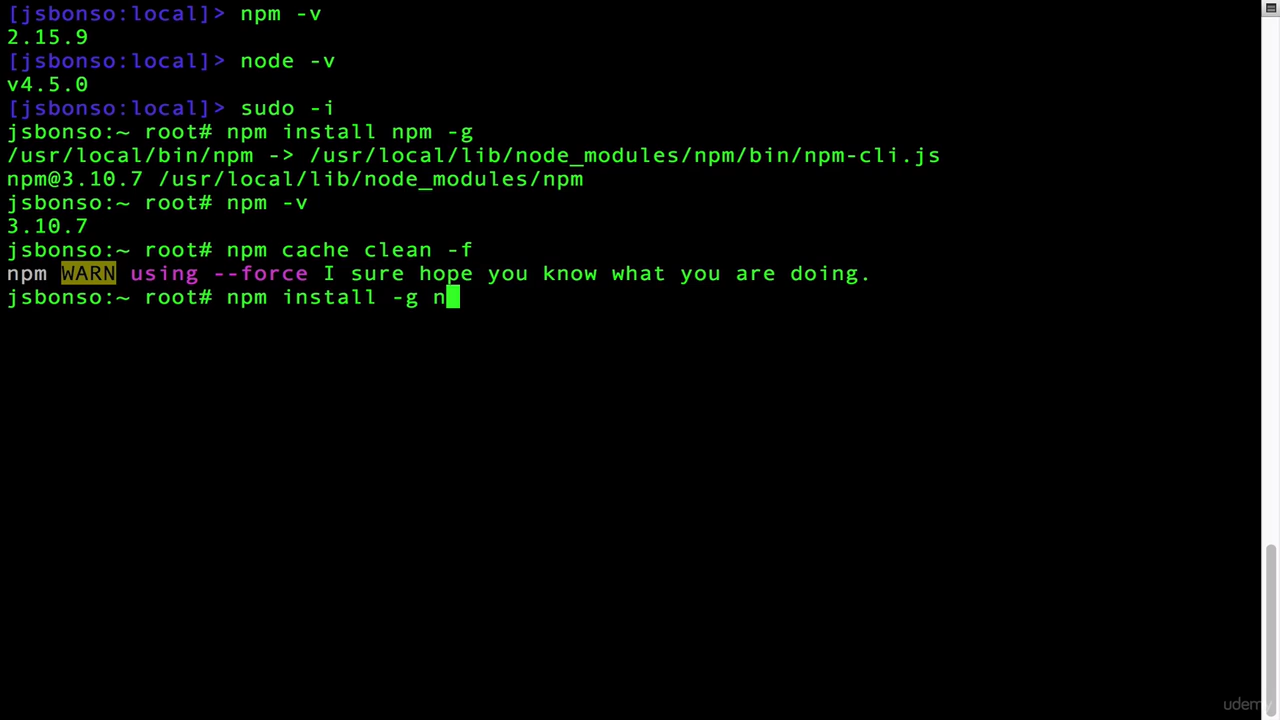 [jsbonso:local]> npm -v
2.15.9
[jsbonso:local]> node -v
v4.5.0
[jsbonso:local]> sudo -i
jsbonso:~ root# npm install npm -g
/usr/local/bin/npm -> /usr/local/lib/node_modules/npm/bin/npm-cli.js
npm@3.10.7 /usr/local/lib/node_modules/npm
jsbonso:~ root# npm -v
3.10.7
jsbonso:~ root# npm cache clean -f
npm WARN using --force I sure hope you know what you are doing.
jsbonso:~ root# npm install -g n
udemy